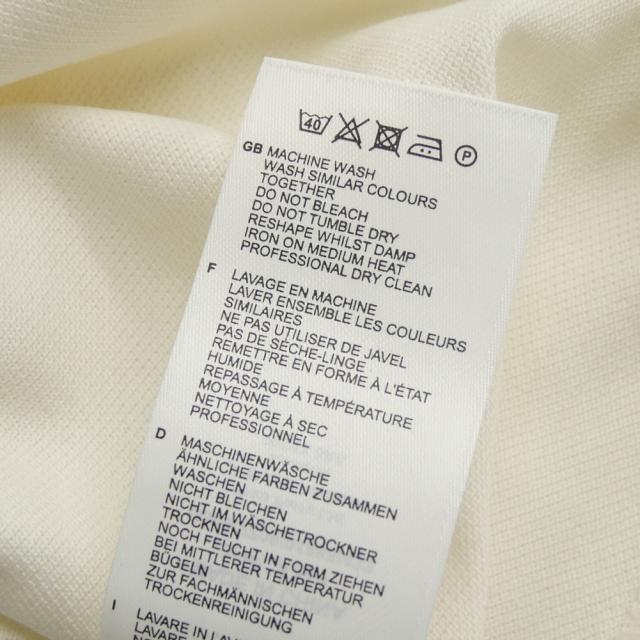 40
P
GB MACHINE WASH
WASH SIMILAR COLOURS
TOGETHER
DO NOT BLEACH
DO NOT TUMBLE DRY
RESHAPE WHILST DAMP
IRON ON MEDIUM HEAT
PROFESSIONAL DRY CLEAN
F LAVAGE EN MACHINE
LAVER ENSEMBLE LES COULEURS
SIMILAIRES
NE PAS UTILISER DE JAVEL
PAS DE SÈCHE-LINGE
REMETTRE EN FORME À L'ÉTAT
HUMIDE
REPASSAGE À TEMPÉRATURE
MOYENNE
NETTOYAGE À SEC
PROFESSIONNEL
D MASCHINENWÄSCHE
ÄHNLICHE FARBEN ZUSAMMEN
WASCHEN
NICHT BLEICHEN
NICHT IM WÄSCHETROCKNER
TROCKNEN
NOCH FEUCHT IN FORM ZIEHEN
BEI MITTLERER TEMPERATUR
BÜGELN
ZUR FACHMÄNNISCHEN
TROCKENREINIGUNG
I LAVARE IN